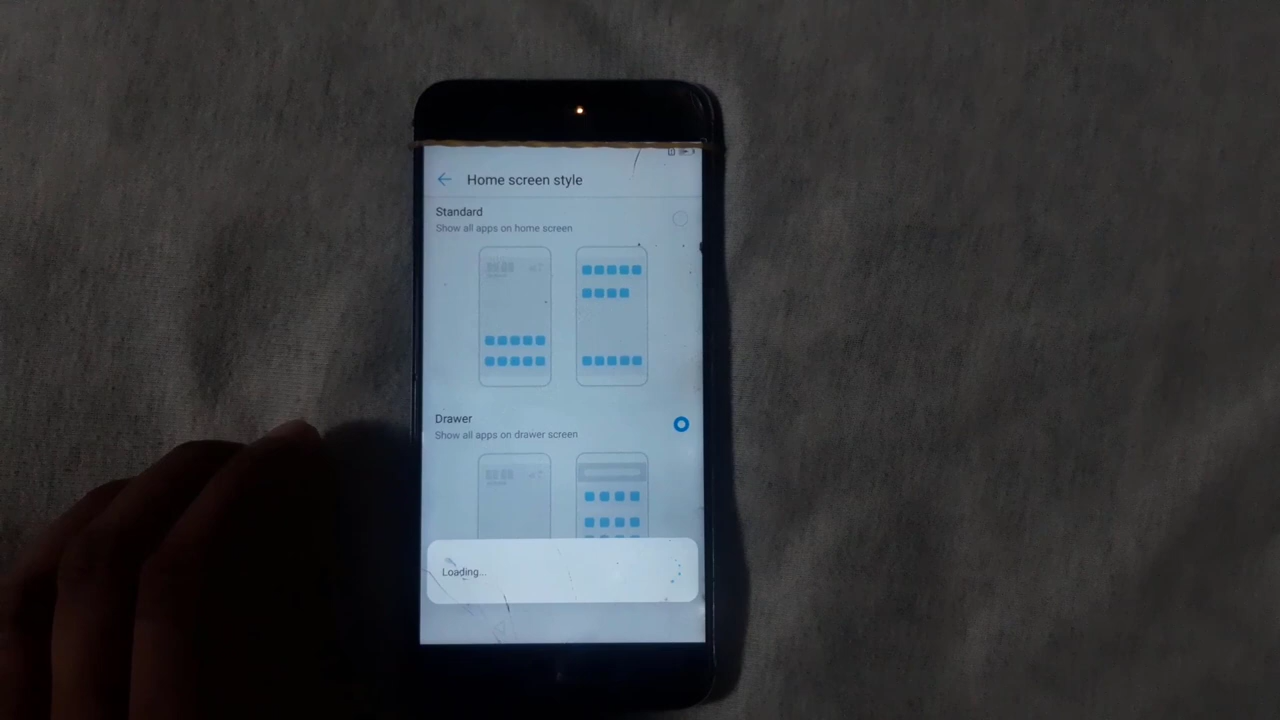 Home screen style
Standard
Show all apps on home screen
Drawer
Show all apps on drawer screen
Loading...